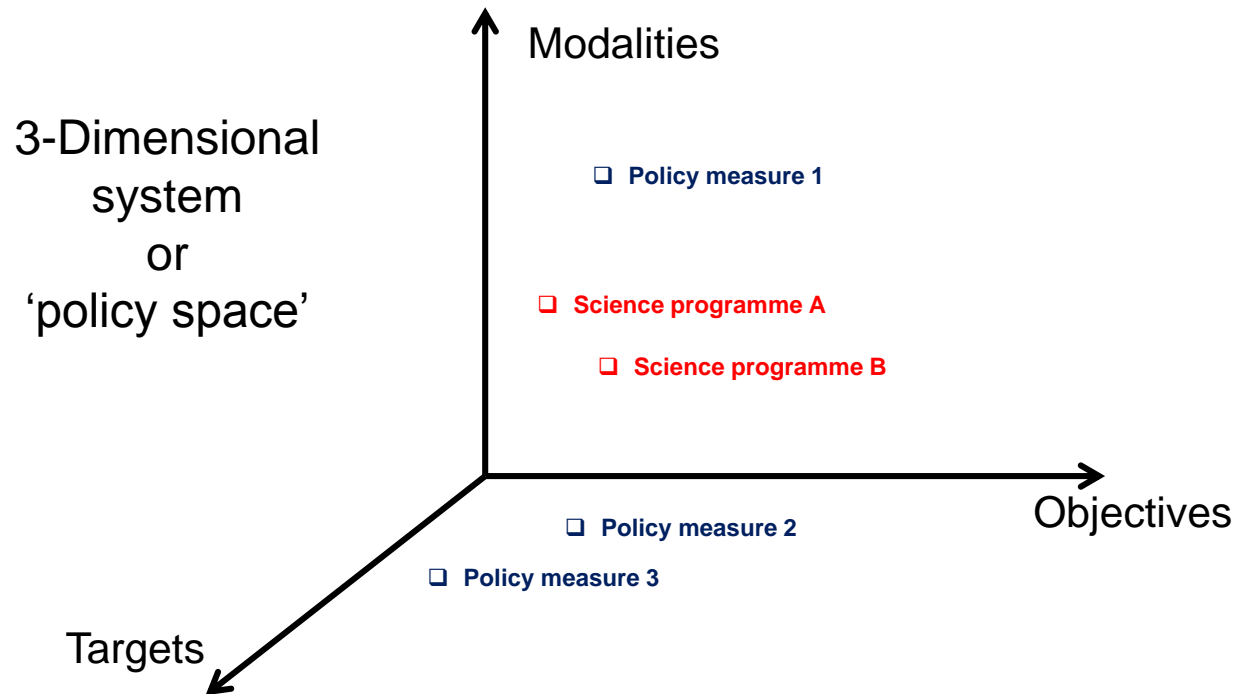 Modalities
3-Dimensional
system
or
‘policy space’
❑ Policy measure 1
❑ Science programme A
❑ Science programme B
Objectives
❑ Policy measure 2
❑ Policy measure 3
Targets